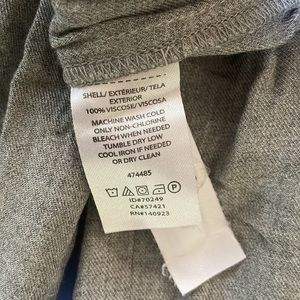 SHELL/ EXTÉRIEUR/ TELA
EXTERIOR
100% VISCOSE/ VISCOSA
MACHINE WASH COLD
ONLY NON-CHLORINE
BLEACH WHEN NEEDED
TUMBLE DRY LOW
COOL IRON IF NEEDED
OR DRY CLEAN
474485
ID#70249
CA#57421
RN#140923